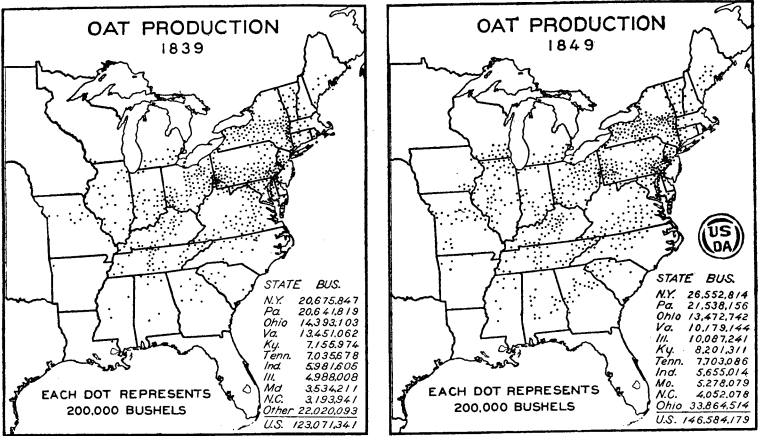 OAT PRODUCTION
1839
STATE BUS.
N.Y. 20,675,847
Pa. 20,641,819
Ohio 14,393,103
Va. 13,451,062
Ky. 7,155,974
Tenn. 7,035,678
Ind. 5,981,605
Ill. 4,988,008
Md 3,534,211
N.C. 3,193,941
Other 22,020,093
U.S. 123,071,341
EACH DOT REPRESENTS
200,000 BUSHELS
OAT PRODUCTION
1849
US
DA
STATE BUS.
N.Y. 26,552,814
Pa. 21,538,156
Ohio 13,472,742
Va. 10,179,144
Ill. 10,087,241
Ky. 8,201,311
Tenn. 7,703,086
Ind. 5,655,014
Mo. 5,278,079
N.C. 4,052,078
Ohio 33,864,514
U.S. 146,584,179
EACH DOT REPRESENTS
200,000 BUSHELS